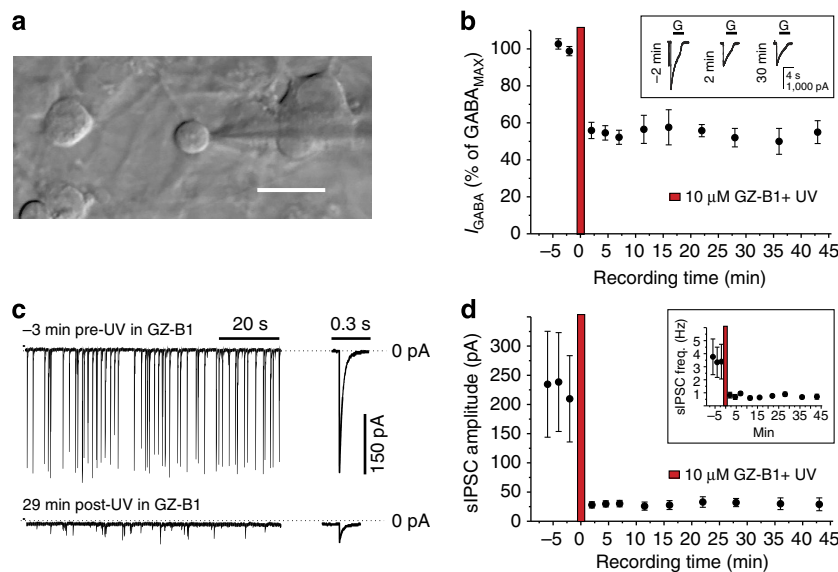 a
b
I_GABA (% of GABA_MAX)
100
80
60
40
20
0
–5 0 5 10 15 20 25 30 35 40 45
Recording time (min)
10 μM GZ-B1+ UV
G G G
–2 min
2 min
30 min
4 s
1,000 pA
c
–3 min pre-UV in GZ-B1
20 s
0.3 s
0 pA
150 pA
29 min post-UV in GZ-B1
0 pA
d
sIPSC amplitude (pA)
300
250
200
150
100
50
0
–5 0 5 10 15 20 25 30 35 40 45
Recording time (min)
10 μM GZ-B1+ UV
sIPSC freq. (Hz)
5
4
3
2
1
–5 5 15 25 35 45
Min